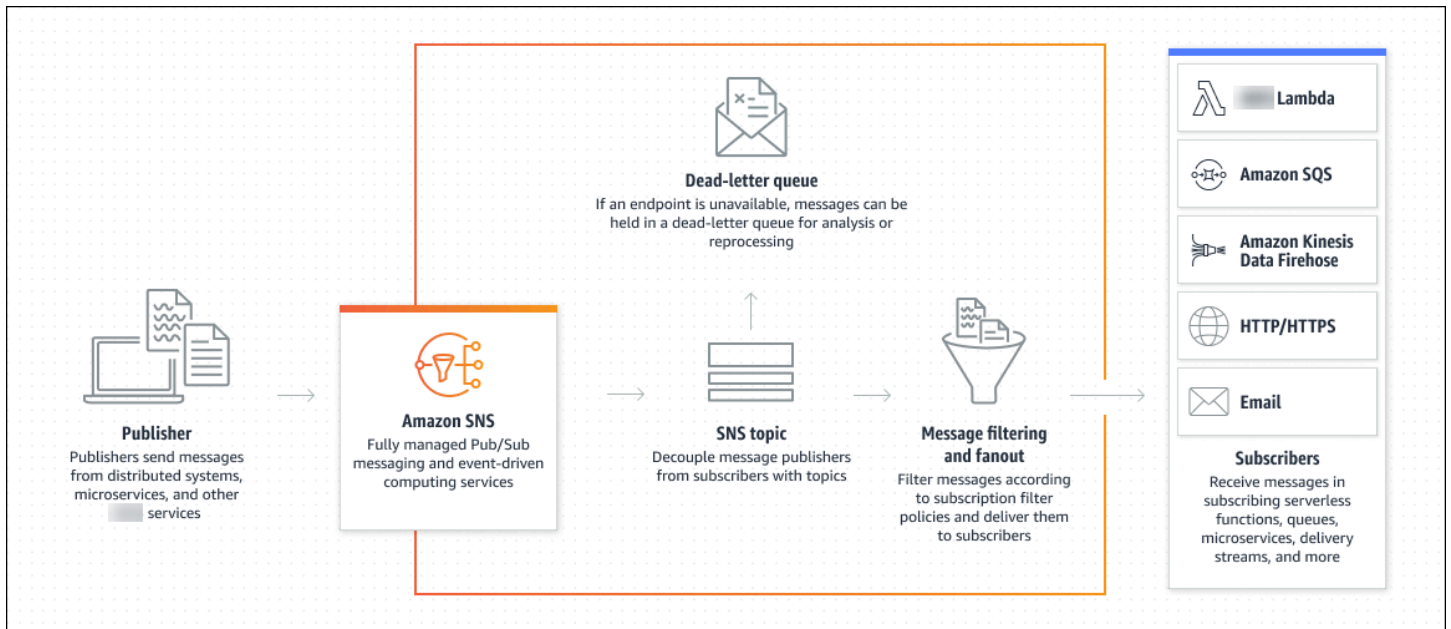 Publisher
Publishers send messages
from distributed systems,
microservices, and other
services
Amazon SNS
Fully managed Pub/Sub
messaging and event-driven
computing services
Dead-letter queue
If an endpoint is unavailable, messages can be
held in a dead-letter queue for analysis or
reprocessing
SNS topic
Decouple message publishers
from subscribers with topics
Message filtering
and fanout
Filter messages according
to subscription filter
policies and deliver them
to subscribers
Lambda
Amazon SQS
Amazon Kinesis
Data Firehose
HTTP/HTTPS
Email
Subscribers
Receive messages in
subscribing serverless
functions, queues,
microservices, delivery
streams, and more